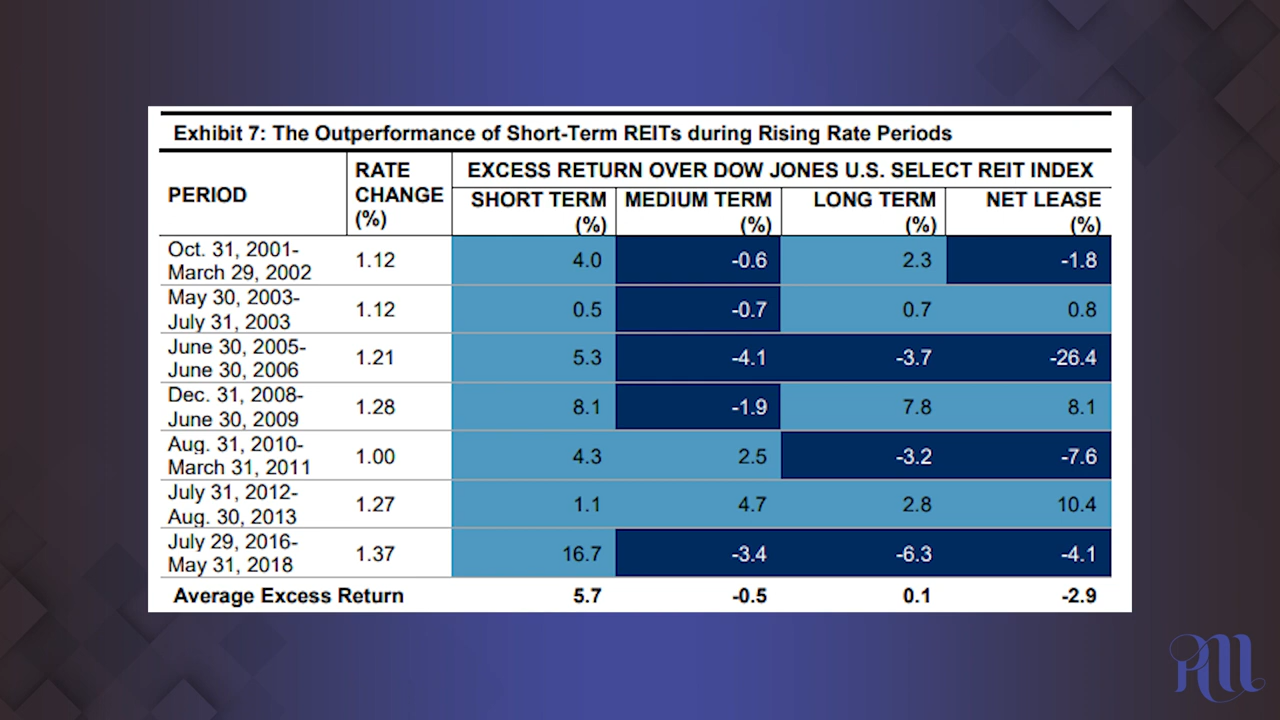 Exhibit 7: The Outperformance of Short-Term REITs during Rising Rate Periods
PERIOD
RATE
CHANGE
(%)
EXCESS RETURN OVER DOW JONES U.S. SELECT REIT INDEX
SHORT TERM
(%)
MEDIUM TERM
(%)
LONG TERM
(%)
NET LEASE
(%)
Oct. 31, 2001-
March 29, 2002
1.12 4.0 -0.6 2.3 -1.8
May 30, 2003-
July 31, 2003
1.12 0.5 -0.7 0.7 0.8
June 30, 2005-
June 30, 2006
1.21 5.3 -4.1 -3.7 -26.4
Dec. 31, 2008-
June 30, 2009
1.28 8.1 -1.9 7.8 8.1
Aug. 31, 2010-
March 31, 2011
1.00 4.3 2.5 -3.2 -7.6
July 31, 2012-
Aug. 30, 2013
1.27 1.1 4.7 2.8 10.4
July 29, 2016-
May 31, 2018
1.37 16.7 -3.4 -6.3 -4.1
Average Excess Return 5.7 -0.5 0.1 -2.9